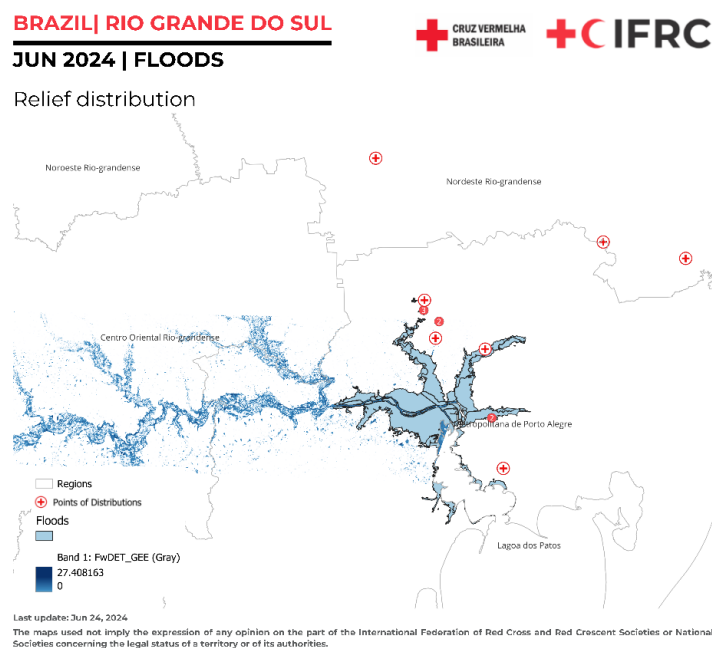 BRAZIL| RIO GRANDE DO SUL
JUN 2024 | FLOODS
Relief distribution
CRUZ VERMELHA
BRASILEIRA
IFRC
Noroeste Rio-grandense
Nordeste Rio-grandense
3
2
Centro Oriental Rio-grandense
2
Metropolitana de Porto Alegre
Lagoa dos Patos
Regions
Points of Distributions
Floods
Band 1: FwDET_GEE (Gray)
27.408163
0
Last update: Jun 24, 2024
The maps used not imply the expression of any opinion on the part of the International Federation of Red Cross and Red Crescent Societies or National
Societies concerning the legal status of a territory or of its authorities.